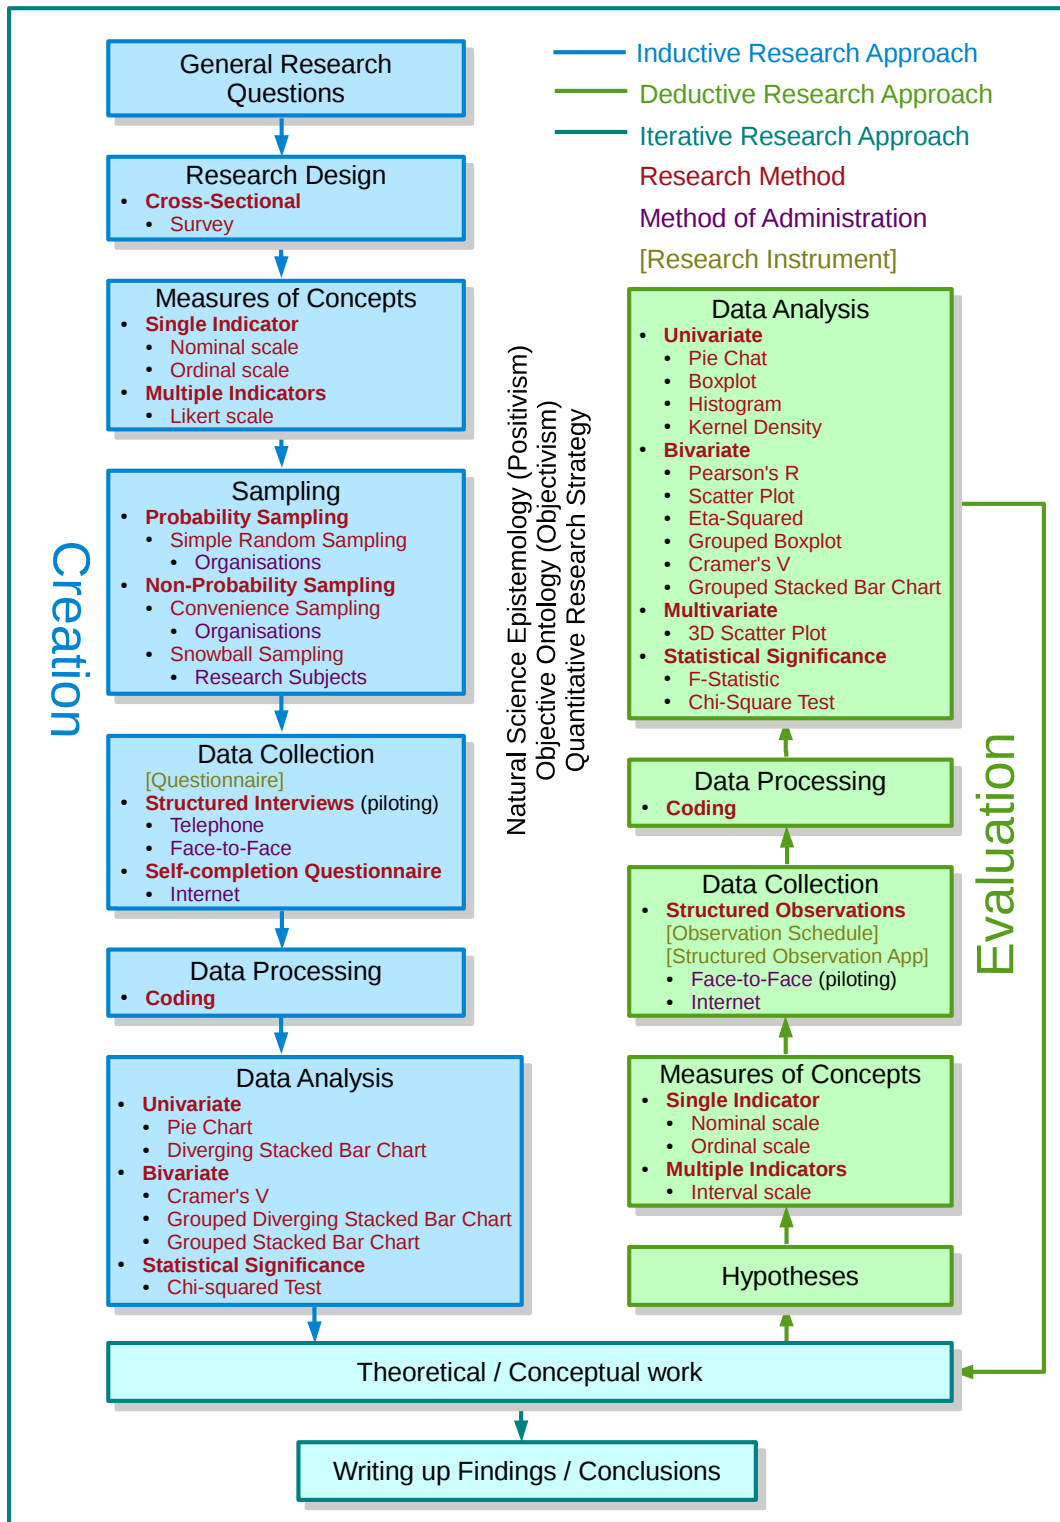 General Research
Questions
Research Design
• Cross-Sectional
• Survey
Measures of Concepts
• Single Indicator
• Nominal scale
• Ordinal scale
• Multiple Indicators
• Likert scale
Sampling
• Probability Sampling
• Simple Random Sampling
• Organisations
• Non-Probability Sampling
• Convenience Sampling
• Organisations
• Snowball Sampling
• Research Subjects
Data Collection
[Questionnaire]
• Structured Interviews (piloting)
• Telephone
• Face-to-Face
• Self-completion Questionnaire
• Internet
Data Processing
• Coding
Data Analysis
• Univariate
• Pie Chart
• Diverging Stacked Bar Chart
• Bivariate
• Cramer's V
• Grouped Diverging Stacked Bar Chart
• Grouped Stacked Bar Chart
• Statistical Significance
• Chi-squared Test
Creation
Natural Science Epistemology (Positivism)
Objective Ontology (Objectivism)
Quantitative Research Strategy
Inductive Research Approach
Deductive Research Approach
Iterative Research Approach
Research Method
Method of Administration
[Research Instrument]
Data Analysis
• Univariate
• Pie Chat
• Boxplot
• Histogram
• Kernel Density
• Bivariate
• Pearson's R
• Scatter Plot
• Eta-Squared
• Grouped Boxplot
• Cramer's V
• Grouped Stacked Bar Chart
• Multivariate
• 3D Scatter Plot
• Statistical Significance
• F-Statistic
• Chi-Square Test
Data Processing
• Coding
Data Collection
• Structured Observations
[Observation Schedule]
[Structured Observation App]
• Face-to-Face (piloting)
• Internet
Measures of Concepts
• Single Indicator
• Nominal scale
• Ordinal scale
• Multiple Indicators
• Interval scale
Hypotheses
Evaluation
Theoretical / Conceptual work
Writing up Findings / Conclusions